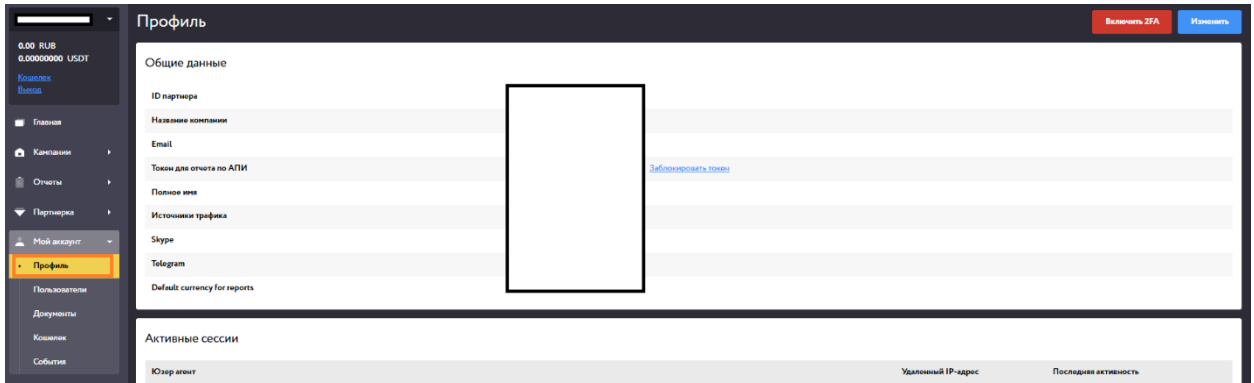 Профиль
Включить 2FA
Изменить
0.00 RUB
0.00000000 USDT
Кошелек
Выход
Главная
Кампании
Отчеты
Партнерка
Мой аккаунт
Профиль
Пользователи
Документы
Кошелек
События
Общие данные
ID партнера
Название компании
Email
Токен для отчета по АПИ
Заблокировать токен
Полное имя
Источники трафика
Skype
Telegram
Default currency for reports
Активные сессии
Юзер агент
Удаленный IP-адрес
Последняя активность